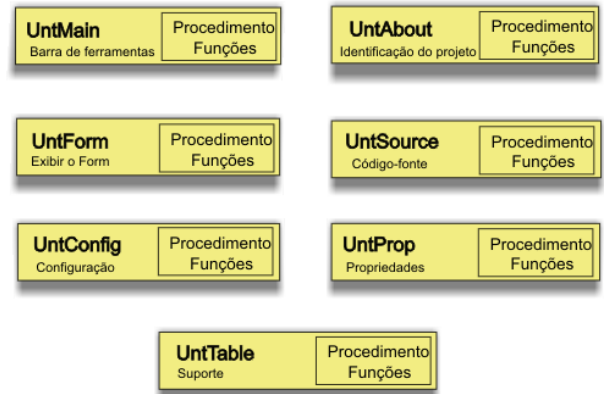 UntMain
Barra de ferramentas
Procedimento
Funções
UntAbout
Identificação do projeto
Procedimento
Funções
UntForm
Exibir o Form
Procedimento
Funções
UntSource
Código-fonte
Procedimento
Funções
UntConfig
Configuração
Procedimento
Funções
UntProp
Propriedades
Procedimento
Funções
UntTable
Suporte
Procedimento
Funções